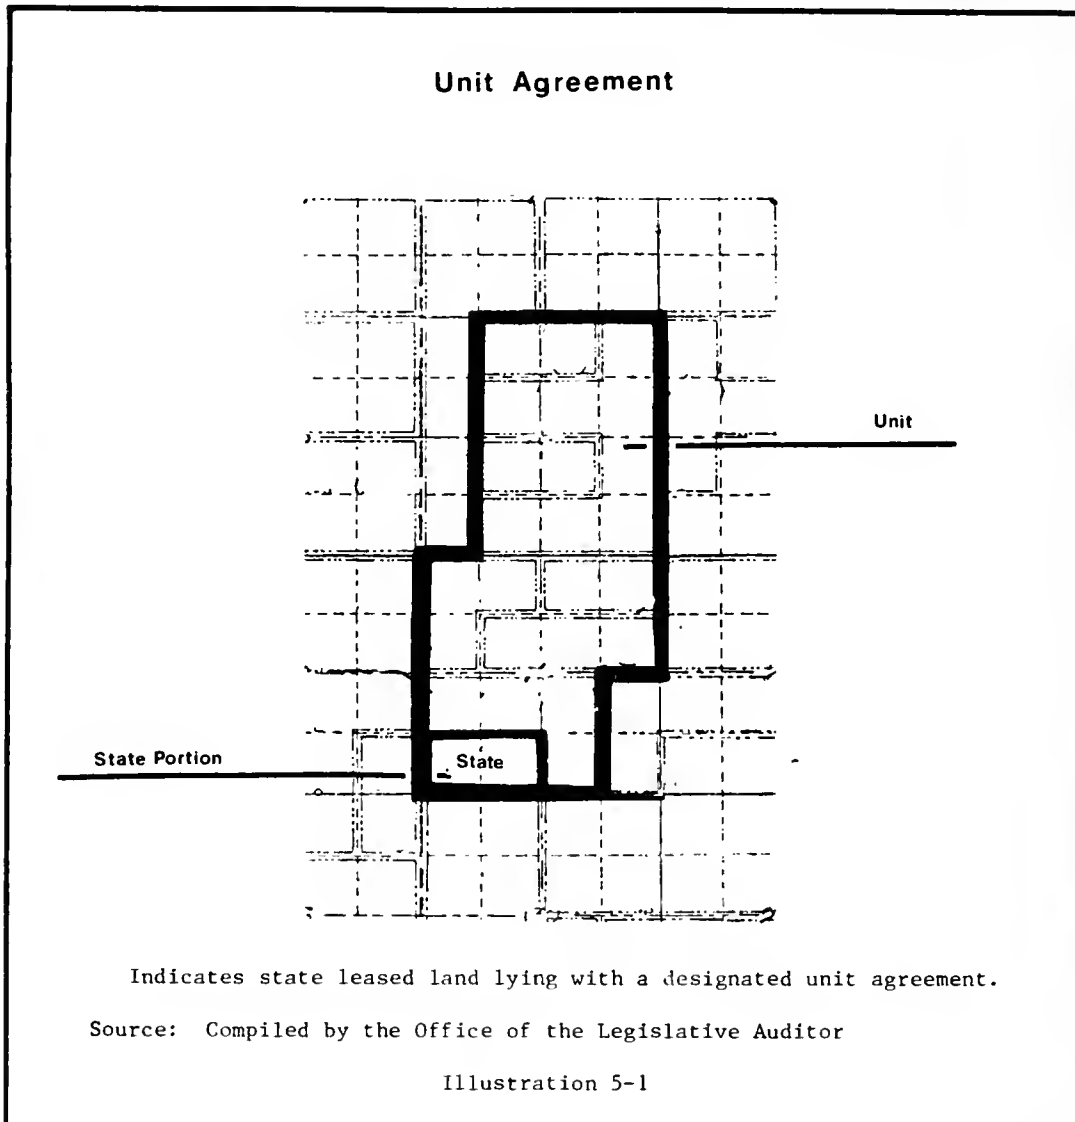 Unit Agreement
Unit
State Portion
State
Indicates state leased land lying with a designated unit agreement.
Source: Compiled by the Office of the Legislative Auditor
Illustration 5-1